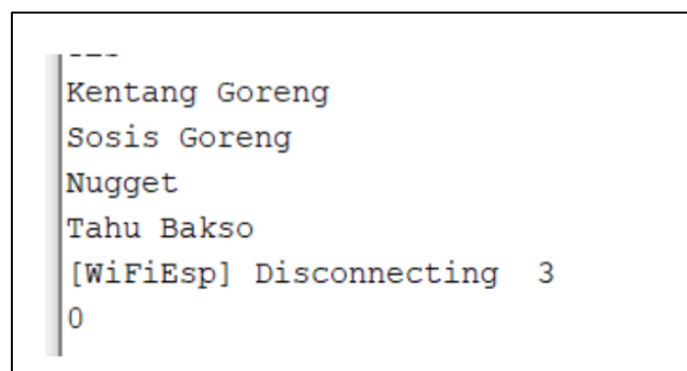 Kentang Goreng
Sosis Goreng
Nugget
Tahu Bakso
[WiFiEsp] Disconnecting  3
0